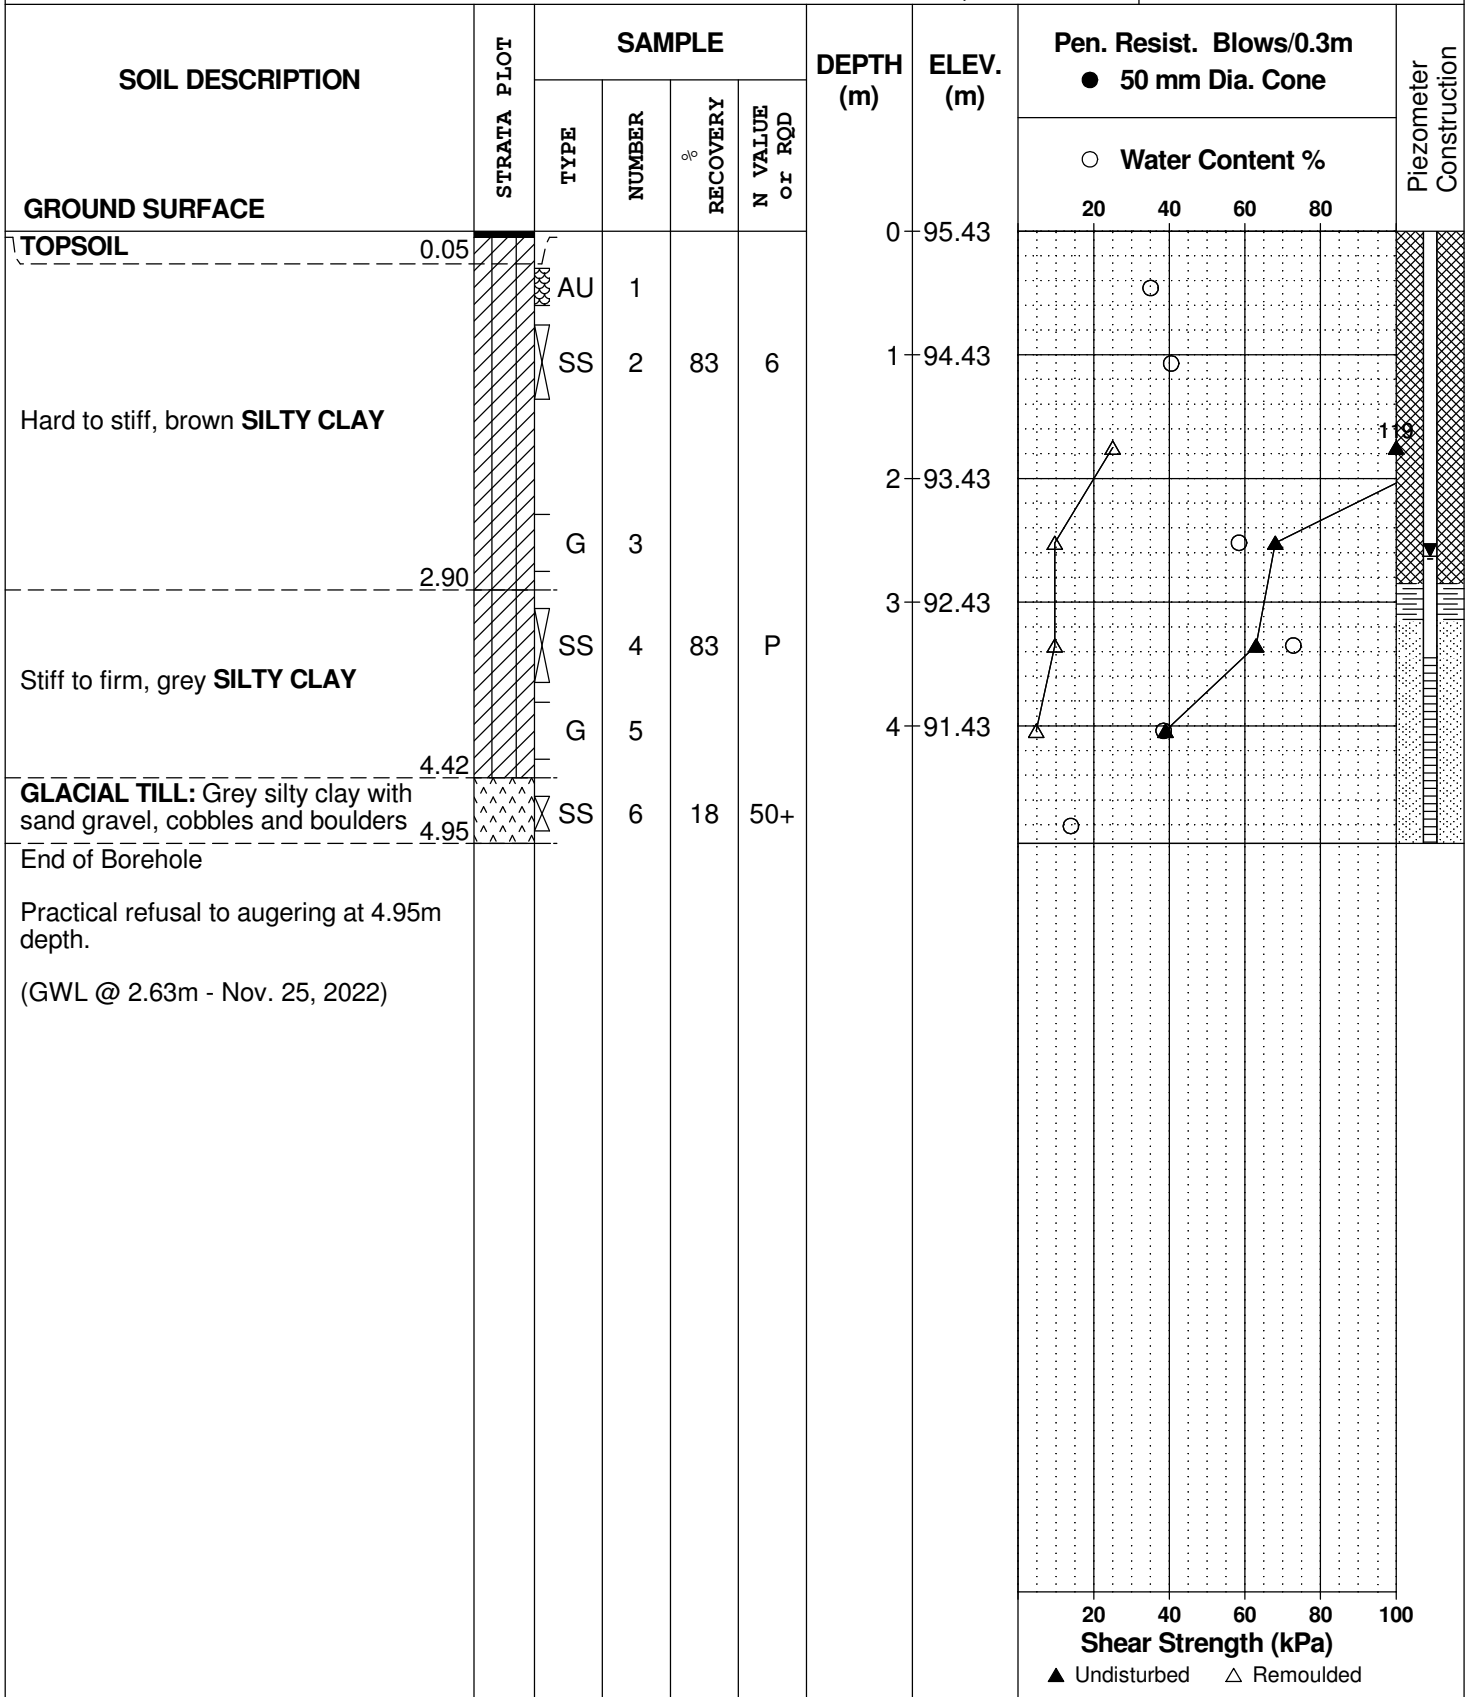 SOIL DESCRIPTION
GROUND SURFACE
STRATA PLOT
SAMPLE
TYPE
NUMBER
% RECOVERY
N VALUE
or RQD
DEPTH
(m)
ELEV.
(m)
Pen. Resist. Blows/0.3m
● 50 mm Dia. Cone
○ Water Content %
20 40 60 80
Piezometer
Construction
TOPSOIL 0.05
0 95.43
AU 1
SS 2 83 6
1 94.43
Hard to stiff, brown SILTY CLAY
119
2 93.43
G 3
2.90
3 92.43
SS 4 83 P
Stiff to firm, grey SILTY CLAY
G 5
4 91.43
4.42
GLACIAL TILL: Grey silty clay with
sand gravel, cobbles and boulders 4.95
SS 6 18 50+
End of Borehole
Practical refusal to augering at 4.95m
depth.
(GWL @ 2.63m - Nov. 25, 2022)
20 40 60 80 100
Shear Strength (kPa)
▲ Undisturbed △ Remoulded